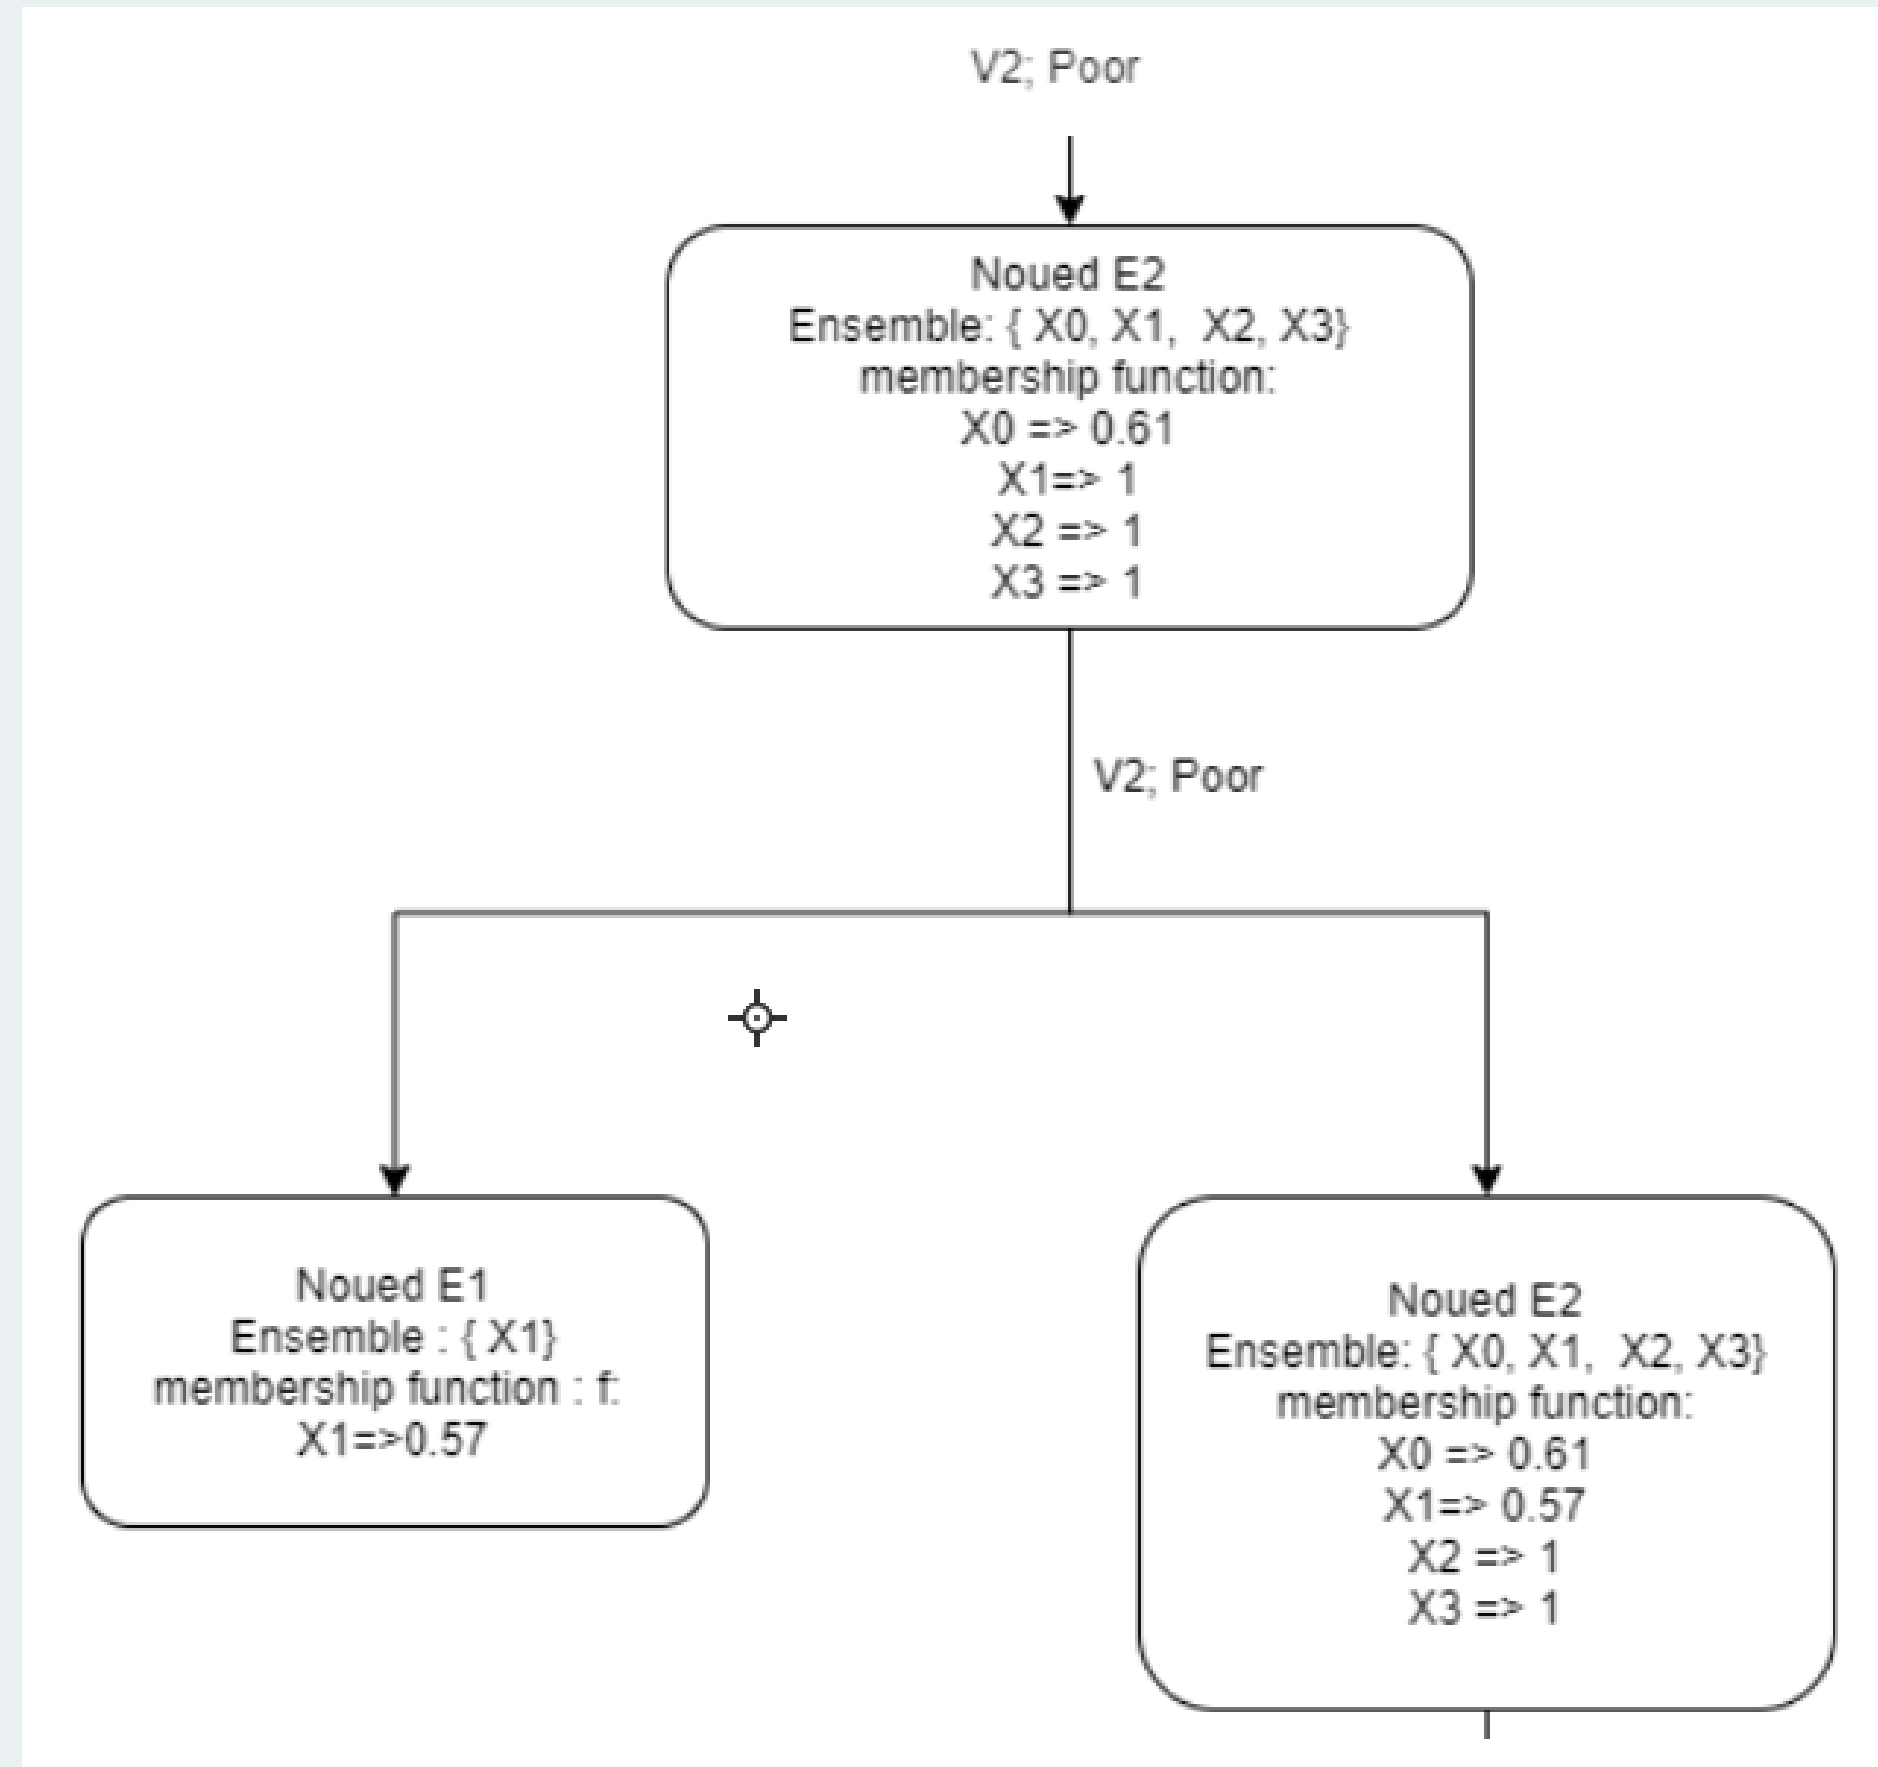 V2; Poor
Noued E2
Ensemble: { X0, X1,  X2, X3}
membership function:
X0 => 0.61
X1=> 1
X2 => 1
X3 => 1
V2; Poor
Noued E1
Ensemble : { X1}
membership function : f:
X1=>0.57
Noued E2
Ensemble: { X0, X1,  X2, X3}
membership function:
X0 => 0.61
X1=> 0.57
X2 => 1
X3 => 1